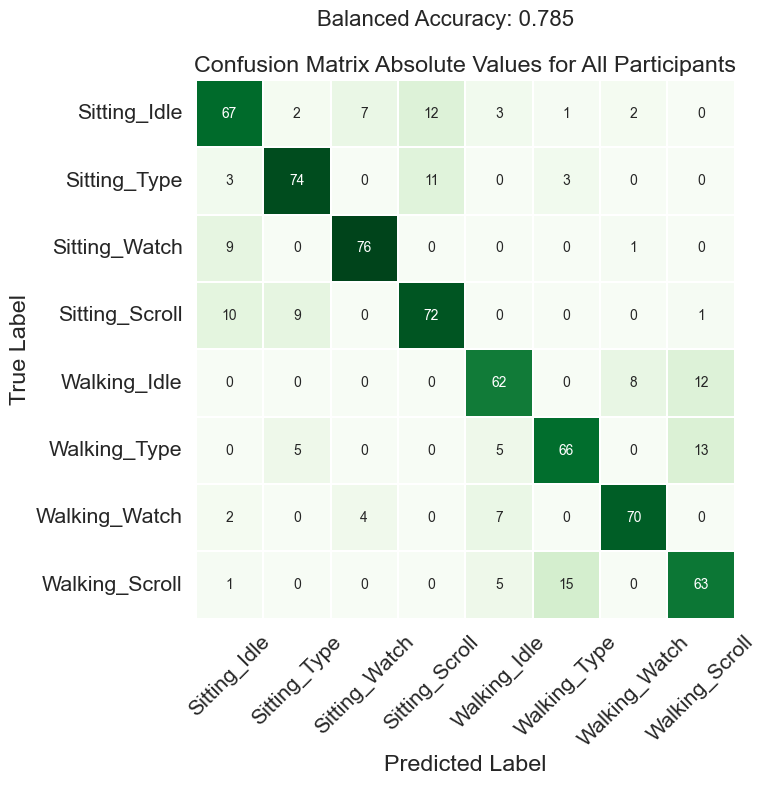 Balanced Accuracy: 0.785
Confusion Matrix Absolute Values for All Participants
True Label
Sitting_Idle 67 2 7 12 3 1 2 0
Sitting_Type 3 74 0 11 0 3 0 0
Sitting_Watch 9 0 76 0 0 0 1 0
Sitting_Scroll 10 9 0 72 0 0 0 1
Walking_Idle 0 0 0 0 62 0 8 12
Walking_Type 0 5 0 0 5 66 0 13
Walking_Watch 2 0 4 0 7 0 70 0
Walking_Scroll 1 0 0 0 5 15 0 63
Sitting_Idle Sitting_Type Sitting_Watch Sitting_Scroll Walking_Idle Walking_Type Walking_Watch Walking_Scroll
Predicted Label